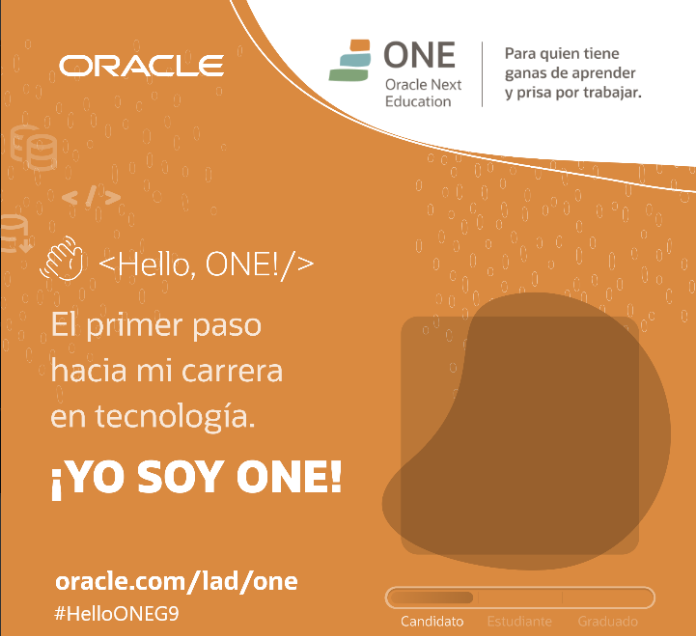 ORACLE
ONE
Oracle Next
Education
Para quien tiene
ganas de aprender
y prisa por trabajar.
</>
<Hello, ONE!/>
El primer paso
hacia mi carrera
en tecnología.
¡YO SOY ONE!
oracle.com/lad/one
#HelloONEG9
Candidato Estudiante Graduado